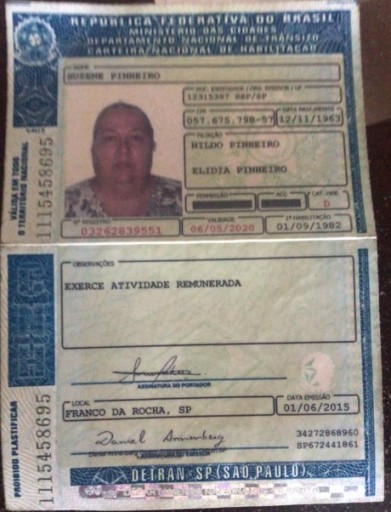 REPÚBLICA FEDERATIVA DO BRASIL
MINISTÉRIO DAS CIDADES
DEPARTAMENTO NACIONAL DE TRÂNSITO
CARTEIRA NACIONAL DE HABILITAÇÃO
NOME
SUZENE PINHEIRO
DOC. IDENTIDADE / ORG. EMISSOR / UF
12315387 SSP/SP
CPF
DATA NASCIMENTO
057.675.798-57
12/11/1963
FILIAÇÃO
NILDO PINHEIRO
ELIDIA PINHEIRO
PERMISSÃO
ACC
CAT. HAB.
D
Nº REGISTRO
VALIDADE
1ª HABILITAÇÃO
03262839551
06/05/2020
01/09/1982
VÁLIDA EM TODO
O TERRITÓRIO NACIONAL
1115458695
OBSERVAÇÕES
EXERCE ATIVIDADE REMUNERADA
ASSINATURA DO PORTADOR
LOCAL
DATA EMISSÃO
FRANCO DA ROCHA, SP
01/06/2015
Daniel Annenberg
34272868960
SP672441861
PROIBIDO PLASTIFICAR
1115458695
DETRAN-SP (SÃO PAULO)